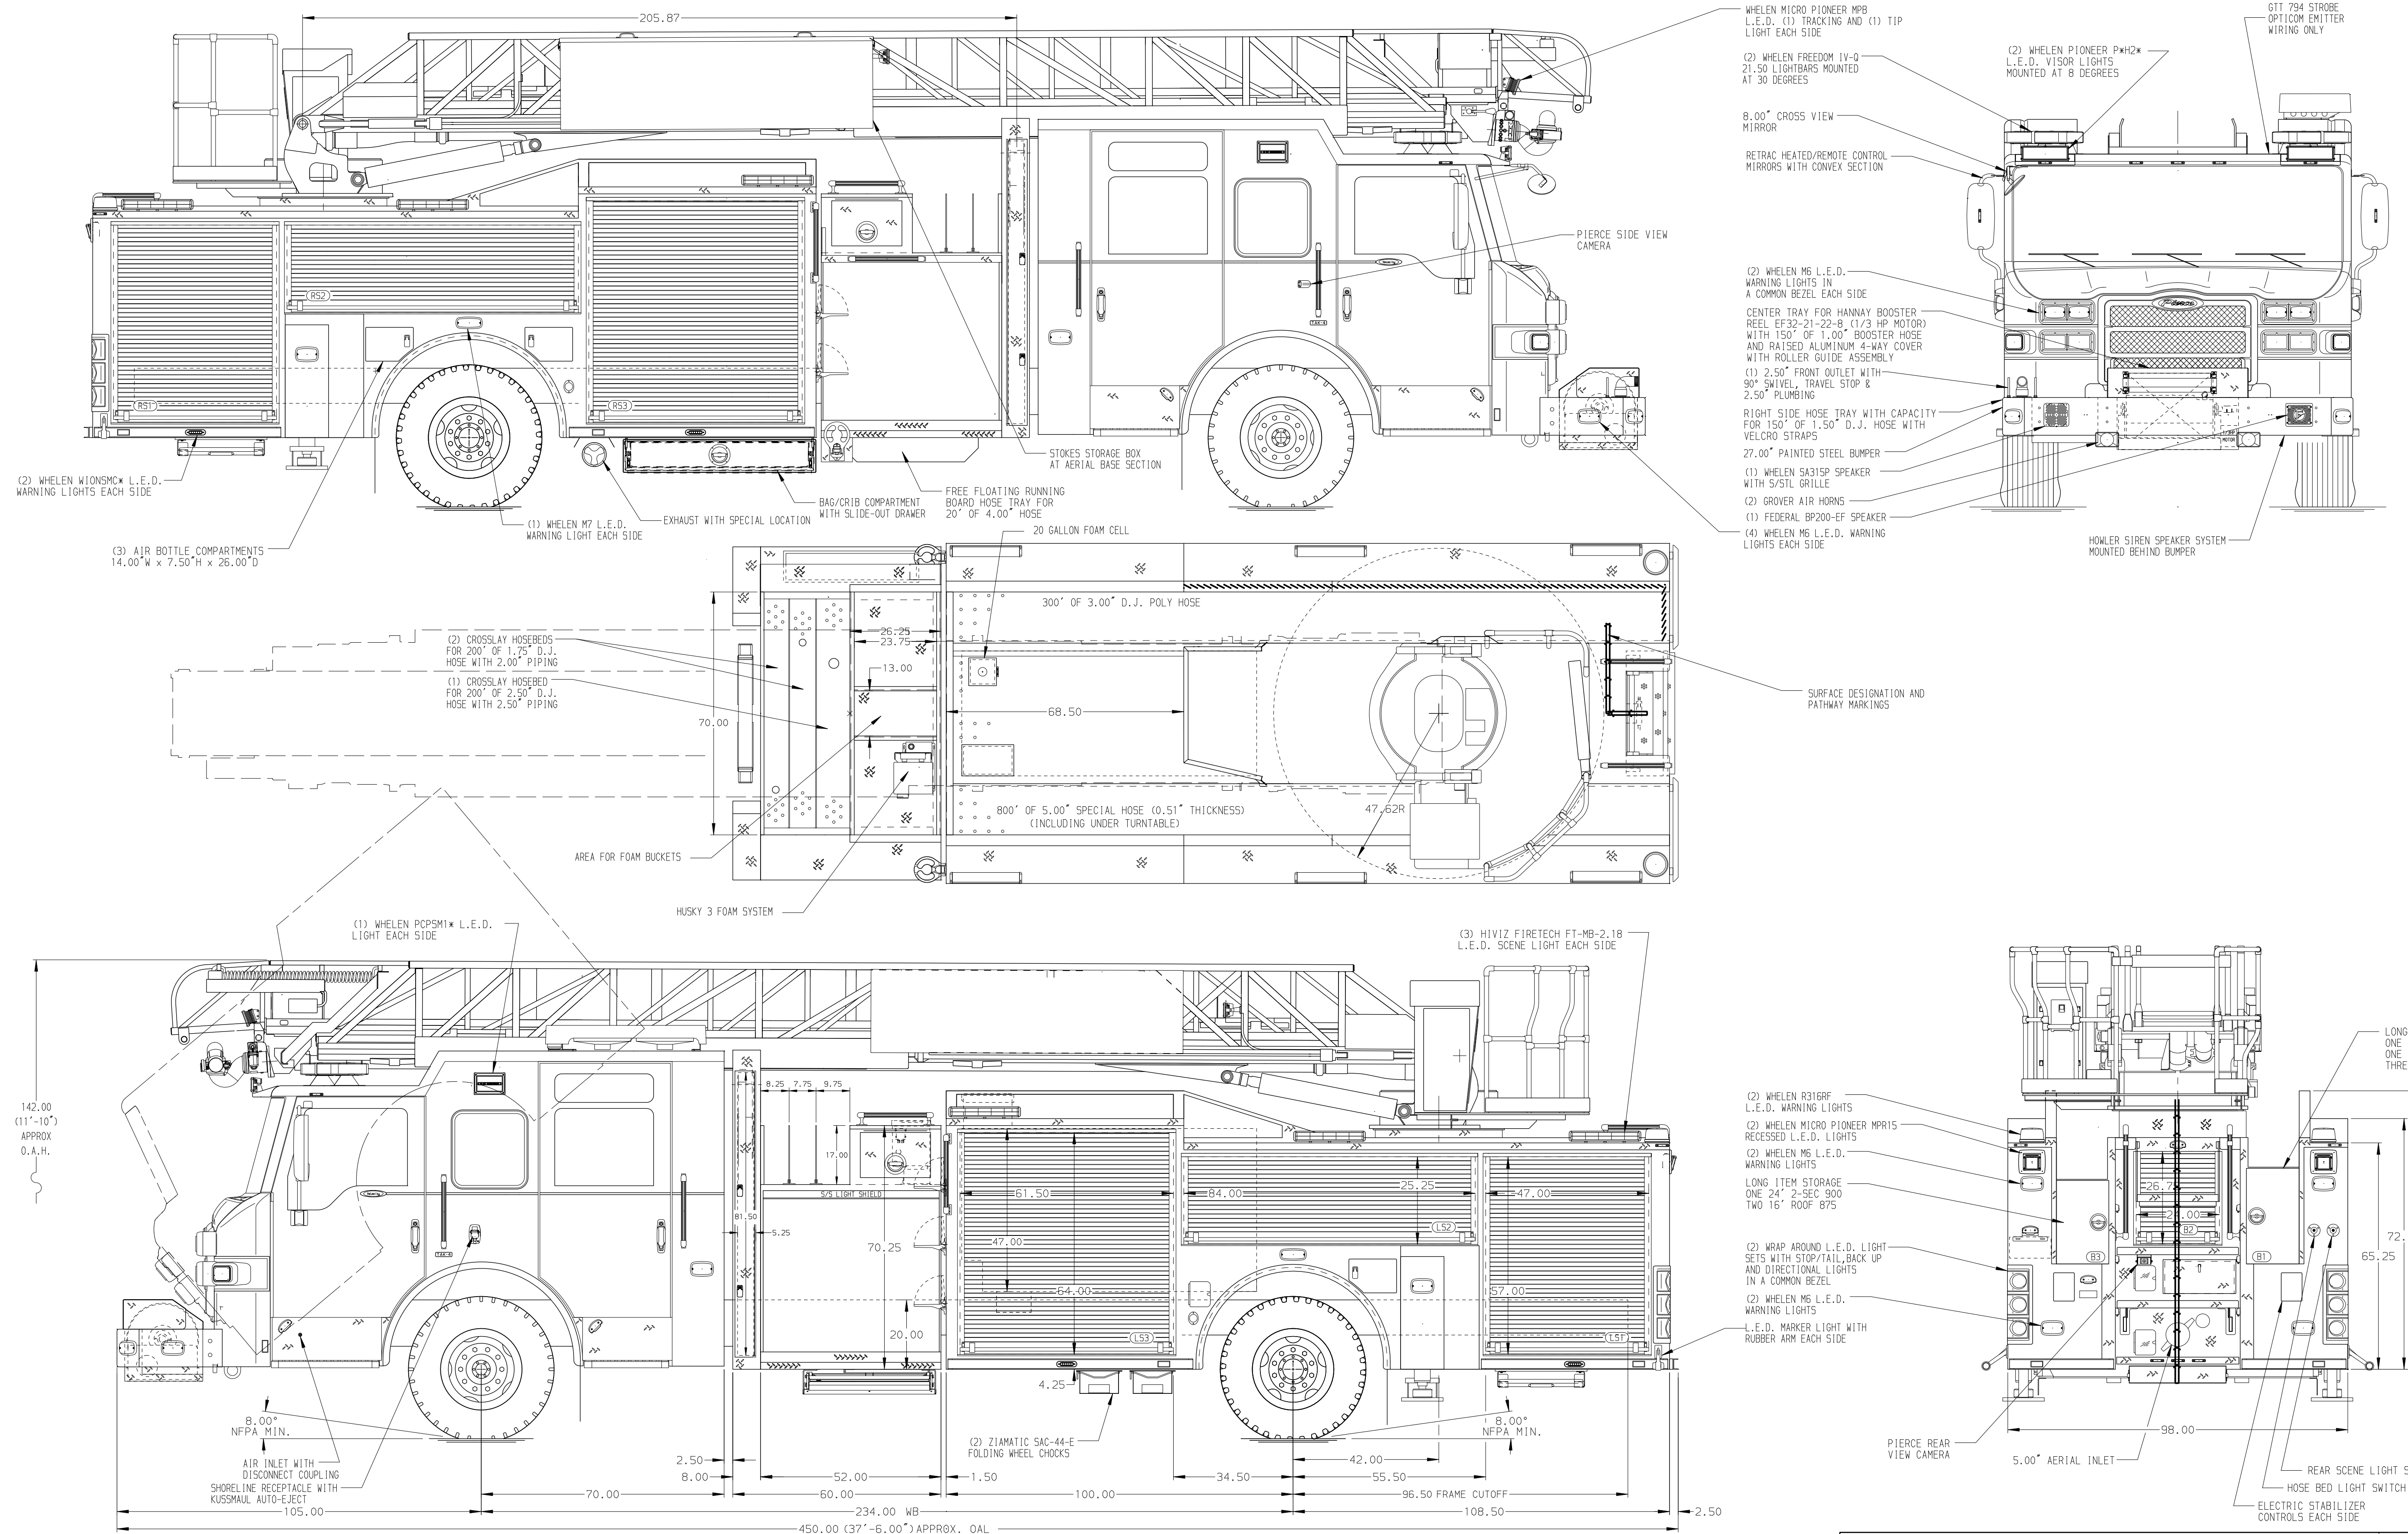 205.87
WHELEN MICRO PIONEER MPB
L.E.D. (1) TRACKING AND (1) TIP
LIGHT EACH SIDE
(2) WHELEN FREEDOM IV-Q
21.50 LIGHTBARS MOUNTED
AT 30 DEGREES
8.00" CROSS VIEW
MIRROR
RETRAC HEATED/REMOTE CONTROL
MIRRORS WITH CONVEX SECTION
GTT 794 STROBE
OPTICOM EMITTER
WIRING ONLY
(2) WHELEN PIONEER P*H2*
L.E.D. VISOR LIGHTS
MOUNTED AT 8 DEGREES
PIERCE SIDE VIEW
CAMERA
(2) WHELEN M6 L.E.D.
WARNING LIGHTS IN
A COMMON BEZEL EACH SIDE
CENTER TRAY FOR HANNAY BOOSTER
REEL EF32-21-22-8 (1/3 HP MOTOR)
WITH 150' OF 1.00" BOOSTER HOSE
AND RAISED ALUMINUM 4-WAY COVER
WITH ROLLER GUIDE ASSEMBLY
(1) 2.50" FRONT OUTLET WITH
90° SWIVEL, TRAVEL STOP &
2.50" PLUMBING
RIGHT SIDE HOSE TRAY WITH CAPACITY
FOR 150' OF 1.50" D.J. HOSE WITH
VELCRO STRAPS
27.00" PAINTED STEEL BUMPER
(1) WHELEN SA315P SPEAKER
WITH S/STL GRILLE
(2) GROVER AIR HORNS
(1) FEDERAL BP200-EF SPEAKER
(4) WHELEN M6 L.E.D. WARNING
LIGHTS EACH SIDE
Pierce
MOTOR
HOWLER SIREN SPEAKER SYSTEM
MOUNTED BEHIND BUMPER
RS2
RS1
RS3
TAK-4
(2) WHELEN WIONSMC* L.E.D.
WARNING LIGHTS EACH SIDE
(3) AIR BOTTLE COMPARTMENTS
14.00"W x 7.50"H x 26.00"D
(1) WHELEN M7 L.E.D.
WARNING LIGHT EACH SIDE
EXHAUST WITH SPECIAL LOCATION
BAG/CRIB COMPARTMENT
WITH SLIDE-OUT DRAWER
FREE FLOATING RUNNING
BOARD HOSE TRAY FOR
20' OF 4.00" HOSE
STOKES STORAGE BOX
AT AERIAL BASE SECTION
20 GALLON FOAM CELL
300' OF 3.00" D.J. POLY HOSE
(2) CROSSLAY HOSEBEDS
FOR 200' OF 1.75" D.J.
HOSE WITH 2.00" PIPING
(1) CROSSLAY HOSEBED
FOR 200' OF 2.50" D.J.
HOSE WITH 2.50" PIPING
26.25
23.75
13.00
70.00
68.50
47.62R
SURFACE DESIGNATION AND
PATHWAY MARKINGS
800' OF 5.00" SPECIAL HOSE (0.51" THICKNESS)
(INCLUDING UNDER TURNTABLE)
AREA FOR FOAM BUCKETS
HUSKY 3 FOAM SYSTEM
(1) WHELEN PCPSM1* L.E.D.
LIGHT EACH SIDE
(3) HIVIZ FIRETECH FT-MB-2.18
L.E.D. SCENE LIGHT EACH SIDE
142.00
(11'-10")
APPROX
O.A.H.
8.25
7.75
9.75
17.00
S/S LIGHT SHIELD
81.50
5.25
70.25
20.00
61.50
47.00
64.00
LS3
84.00
25.25
LS2
47.00
57.00
LS1
TAK-4
4.25
8.00°
NFPA MIN.
8.00°
NFPA MIN.
AIR INLET WITH
DISCONNECT COUPLING
SHORELINE RECEPTACLE WITH
KUSSMAUL AUTO-EJECT
(2) ZIAMATIC SAC-44-E
FOLDING WHEEL CHOCKS
2.50
8.00
52.00
1.50
34.50
42.00
55.50
70.00
60.00
100.00
96.50 FRAME CUTOFF
105.00
234.00 WB
108.50
2.50
450.00 (37'-6.00") APPROX. OAL
(2) WHELEN R316RF
L.E.D. WARNING LIGHTS
(2) WHELEN MICRO PIONEER MPR15
RECESSED L.E.D. LIGHTS
(2) WHELEN M6 L.E.D.
WARNING LIGHTS
LONG ITEM STORAGE
ONE 24' 2-SEC 900
TWO 16' ROOF 875
(2) WRAP AROUND L.E.D. LIGHT
SETS WITH STOP/TAIL,BACK UP
AND DIRECTIONAL LIGHTS
IN A COMMON BEZEL
(2) WHELEN M6 L.E.D.
WARNING LIGHTS
L.E.D. MARKER LIGHT WITH
RUBBER ARM EACH SIDE
LONG
ONE
ONE
THRE
26.7
B2
B3
B1
72.
65.25
98.00
PIERCE REAR
VIEW CAMERA
5.00" AERIAL INLET
REAR SCENE LIGHT S
HOSE BED LIGHT SWITCH
ELECTRIC STABILIZER
CONTROLS EACH SIDE